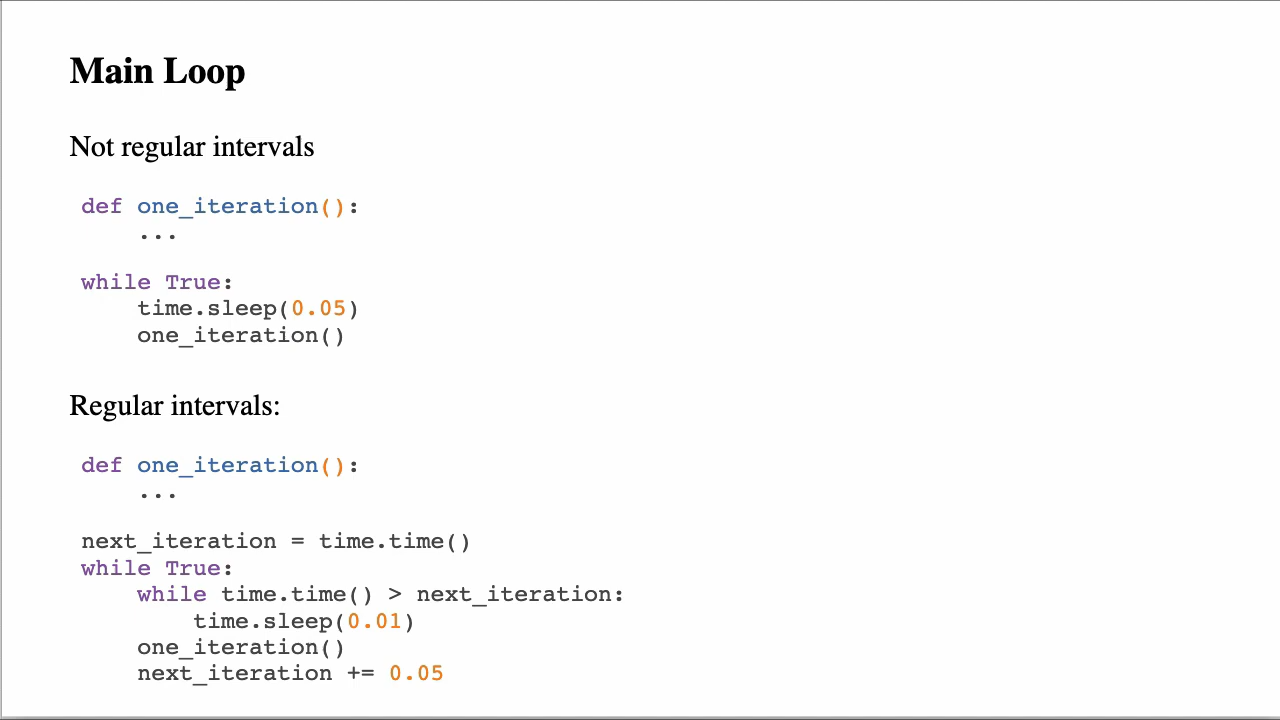 Main Loop
Not regular intervals
def one_iteration():
    ...
while True:
    time.sleep(0.05)
    one_iteration()
Regular intervals:
def one_iteration():
    ...
next_iteration = time.time()
while True:
    while time.time() > next_iteration:
        time.sleep(0.01)
    one_iteration()
    next_iteration += 0.05